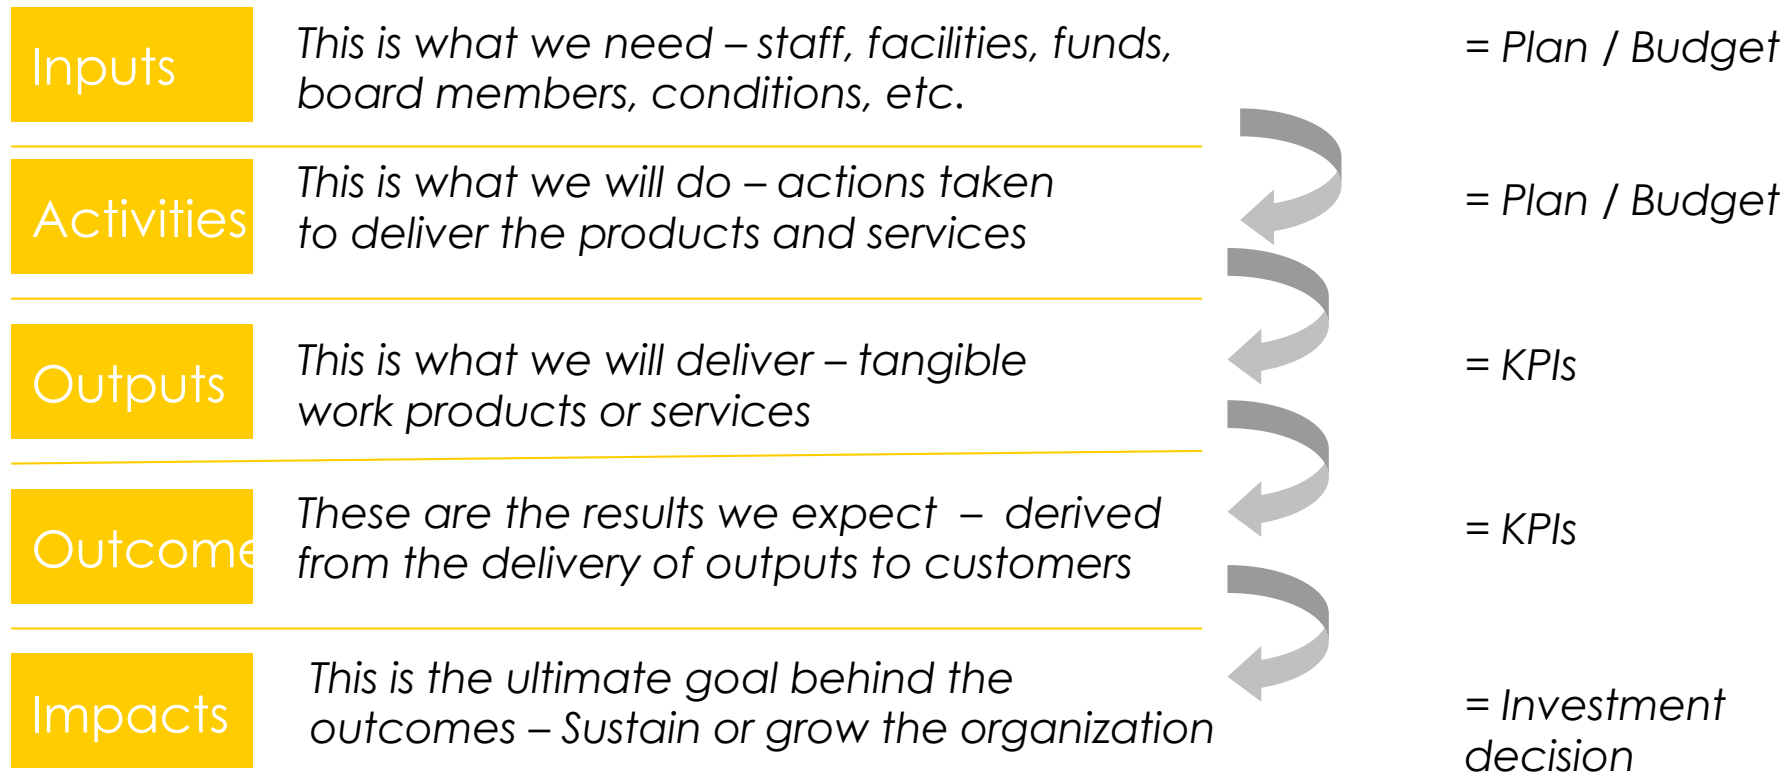 Inputs
This is what we need – staff, facilities, funds,
board members, conditions, etc.
= Plan / Budget
Activities
This is what we will do – actions taken
to deliver the products and services
= Plan / Budget
Outputs
This is what we will deliver – tangible
work products or services
= KPIs
Outcome
These are the results we expect – derived
from the delivery of outputs to customers
= KPIs
Impacts
This is the ultimate goal behind the
outcomes – Sustain or grow the organization
= Investment
decision